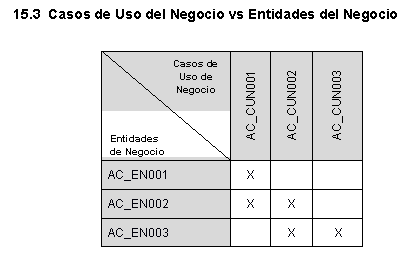 15.3 Casos de Uso del Negocio vs Entidades del Negocio
Casos de
Uso de
Negocio
Entidades
de Negocio
AC_CUN001
AC_CUN002
AC_CUN003
AC_EN001 X
AC_EN002 X X
AC_EN003 X X